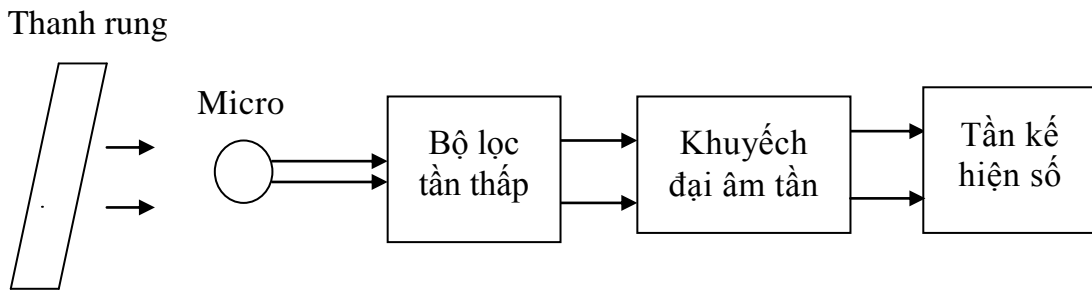 Thanh rung
Micro
Bộ lọc
tần thấp
Khuyếch
đại âm tần
Tần kế
hiện số